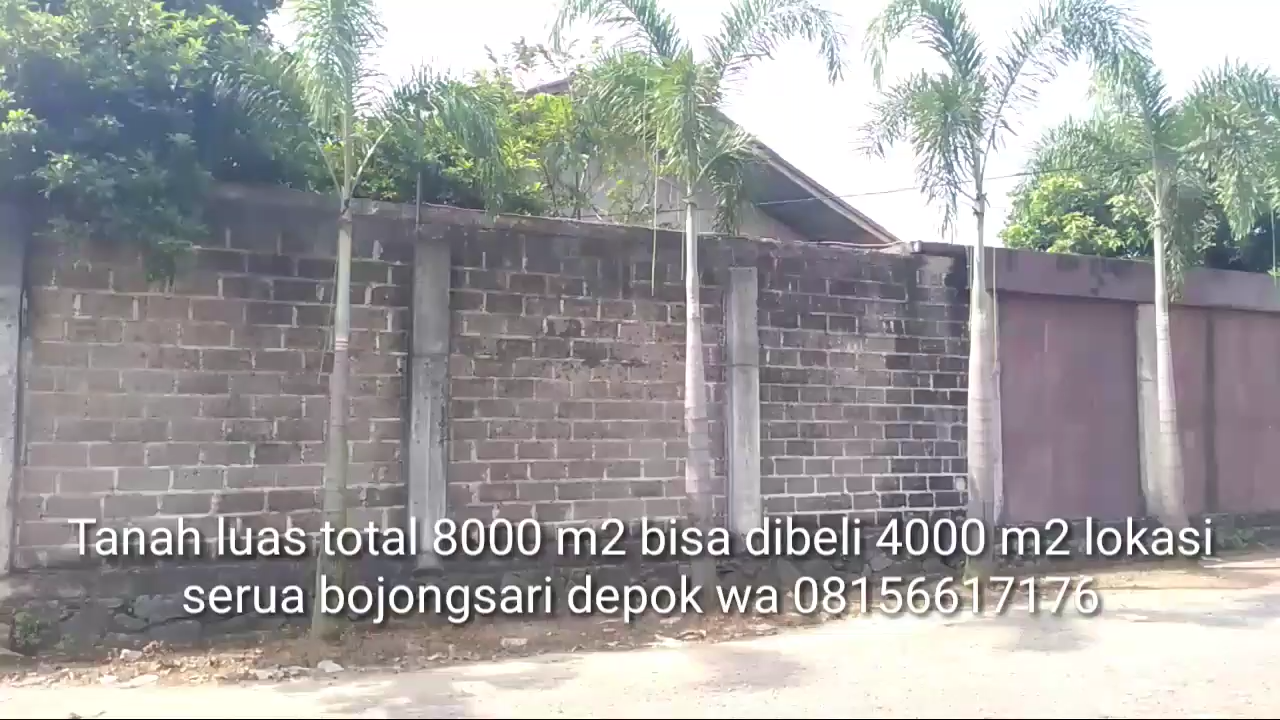 Tanah luas total 8000 m2 bisa dibeli 4000 m2 lokasi
serua bojongsari depok wa 08156617176